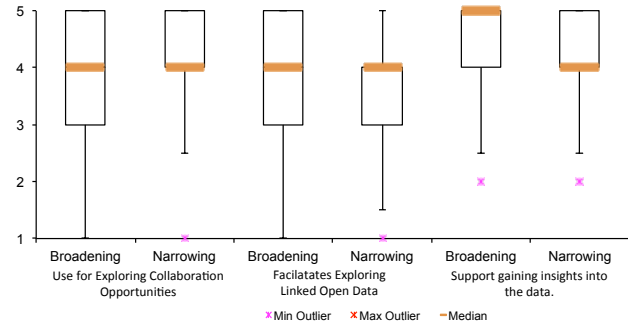 5
4
3
2
1
Broadening Narrowing Broadening Narrowing Broadening Narrowing
Use for Exploring Collaboration
Opportunities
Facilatates Exploring
Linked Open Data
Support gaining insights into
the data.
Min Outlier Max Outlier Median